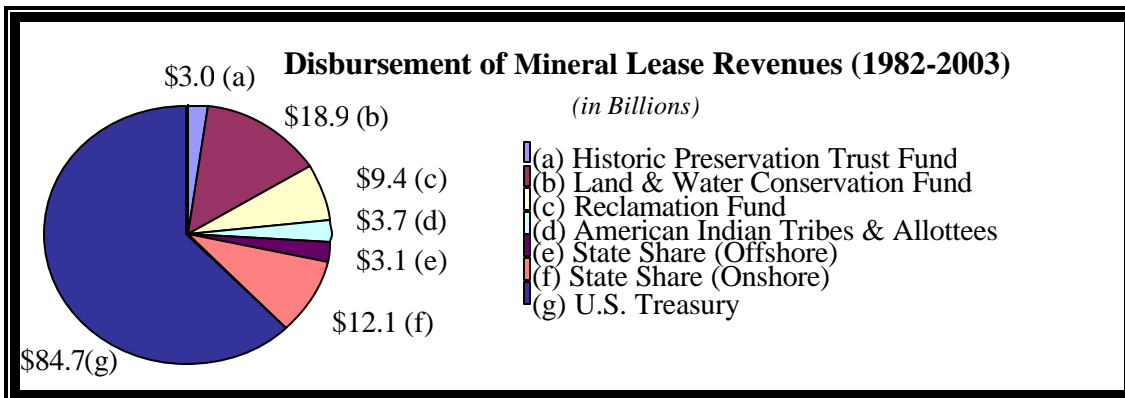 Disbursement of Mineral Lease Revenues (1982-2003)
(in Billions)
$3.0 (a)
$18.9 (b)
$9.4 (c)
$3.7 (d)
$3.1 (e)
$12.1 (f)
$84.7(g)
(a) Historic Preservation Trust Fund
(b) Land & Water Conservation Fund
(c) Reclamation Fund
(d) American Indian Tribes & Allottees
(e) State Share (Offshore)
(f) State Share (Onshore)
(g) U.S. Treasury